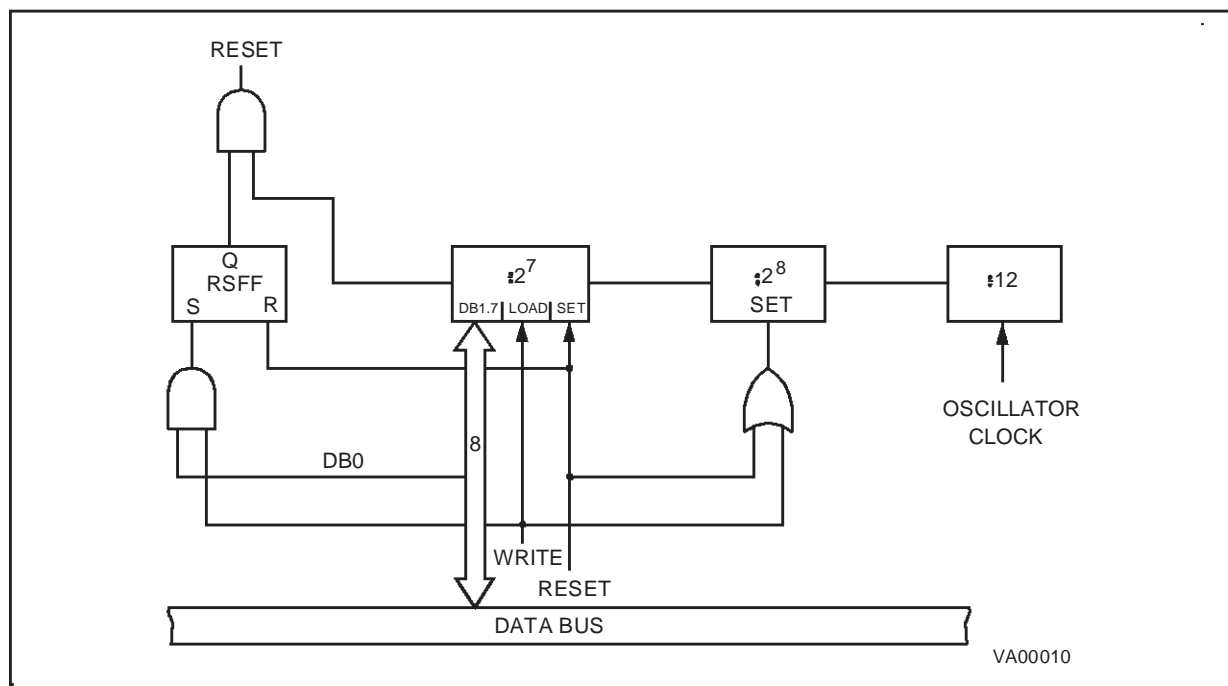 RESET
Q
RSFF
S
R
:2⁷
DB1.7 LOAD SET
:2⁸
SET
:12
OSCILLATOR
CLOCK
8
DB0
WRITE
RESET
DATA BUS
VA00010